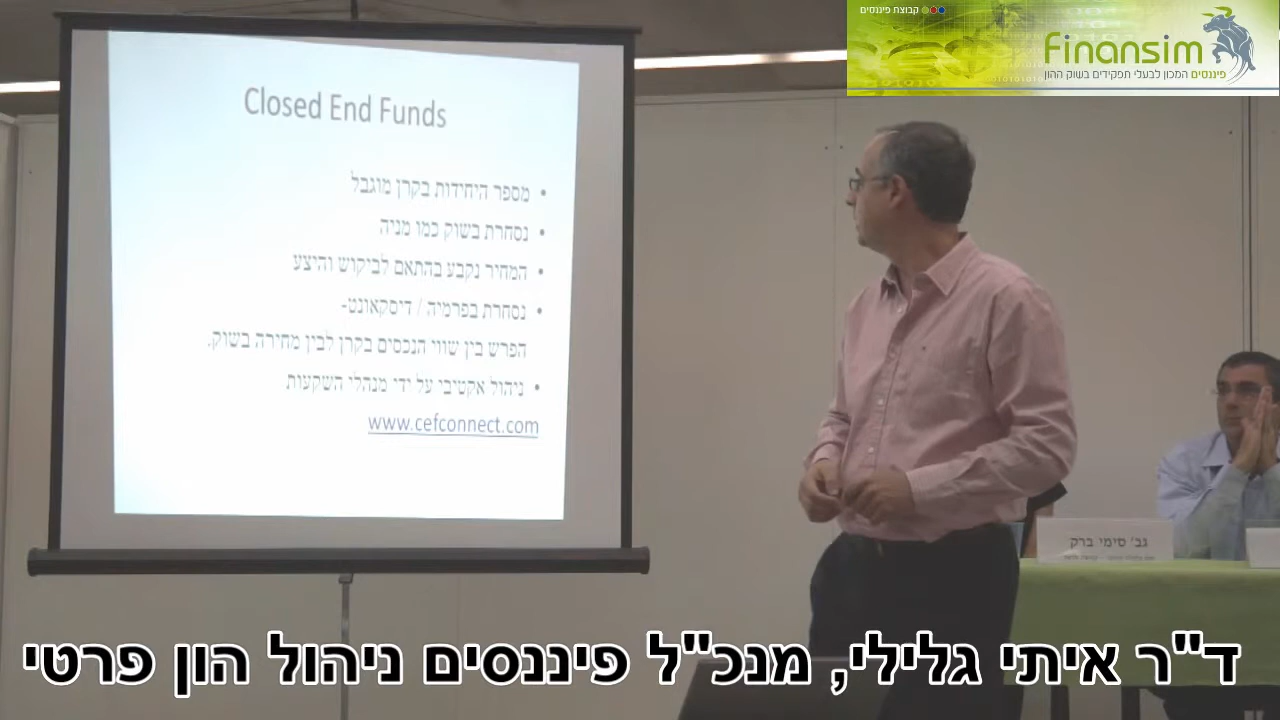 קבוצת פיננסים
Finansim
פיננסים המכון לבעלי תפקידים בשוק ההון
Closed End Funds
• מספר היחידות בקרן מוגבל
• נסחרת בשוק כמו מניה
• המחיר נקבע בהתאם לביקוש והיצע
• נסחרת בפרמיה / דיסקאונט-
הפרש בין שווי הנכסים בקרן לבין מחירה בשוק.
• ניהול אקטיבי על ידי מנהלי השקעות
www.cefconnect.com
גב' סימי ברק
ד"ר איתי גלילי, מנכ"ל פיננסים ניהול הון פרטי